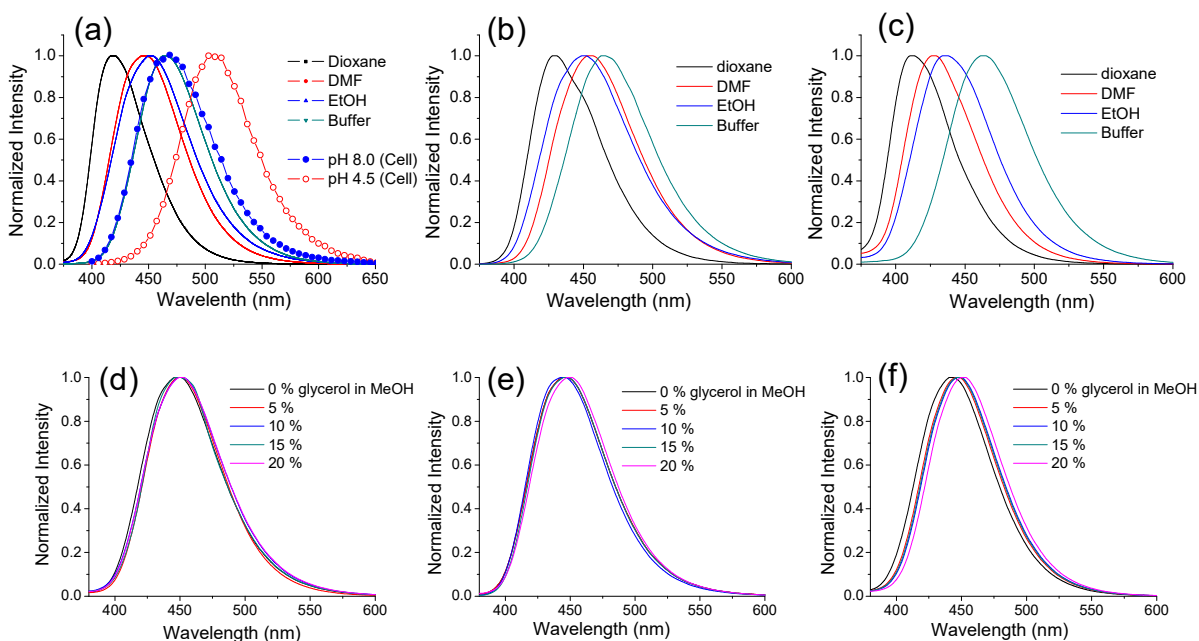 (a)
Normalized Intensity
1.0
0.8
0.6
0.4
0.2
0.0
Dioxane
DMF
EtOH
Buffer
pH 8.0 (Cell)
pH 4.5 (Cell)
400 450 500 550 600 650
Wavelenth (nm)
(b)
Normalized Intensity
1.0
0.8
0.6
0.4
0.2
0.0
dioxane
DMF
EtOH
Buffer
400 450 500 550 600
Wavelength (nm)
(c)
Normalized Intensity
1.0
0.8
0.6
0.4
0.2
0.0
dioxane
DMF
EtOH
Buffer
400 450 500 550 600
Wavelength (nm)
(d)
Normalized Intensity
1.0
0.8
0.6
0.4
0.2
0.0
0 % glycerol in MeOH
5 %
10 %
15 %
20 %
400 450 500 550 600
Wavelength (nm)
(e)
Normalized Intensity
1.0
0.8
0.6
0.4
0.2
0.0
0 % glycerol in MeOH
5 %
10 %
15 %
20 %
400 450 500 550 600
Wavelength (nm)
(f)
Normalized Intensity
1.0
0.8
0.6
0.4
0.2
0.0
0 % glycerol in MeOH
5 %
10 %
15 %
20 %
400 450 500 550 600
Wavelength (nm)